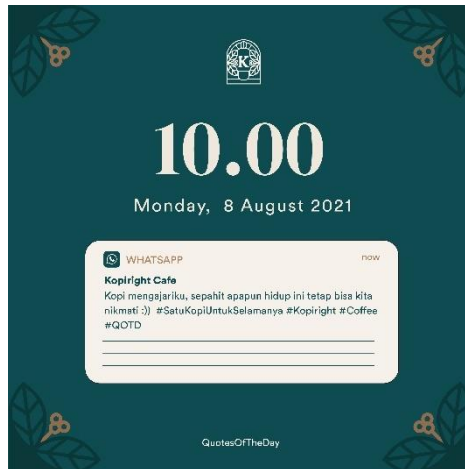 K
10.00
Monday, 8 August 2021
WHATSAPP now
Kopiright Cafe
Kopi mengajariku, sepahit apapun hidup ini tetap bisa kita
nikmati :)) #SatuKopiUntukSelamanya #Kopiright #Coffee
#QOTD
QuotesOfTheDay